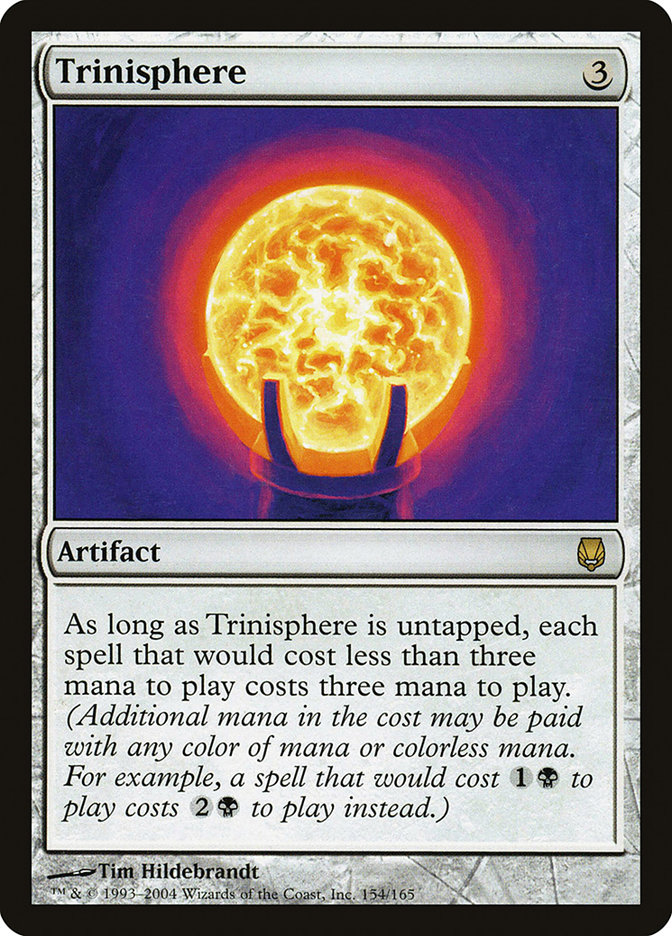 Trinisphere 3
Artifact
As long as Trinisphere is untapped, each
spell that would cost less than three
mana to play costs three mana to play.
(Additional mana in the cost may be paid
with any color of mana or colorless mana.
For example, a spell that would cost 1 to
play costs 2 to play instead.)
Tim Hildebrandt
™ & © 1993–2004 Wizards of the Coast, Inc. 154/165